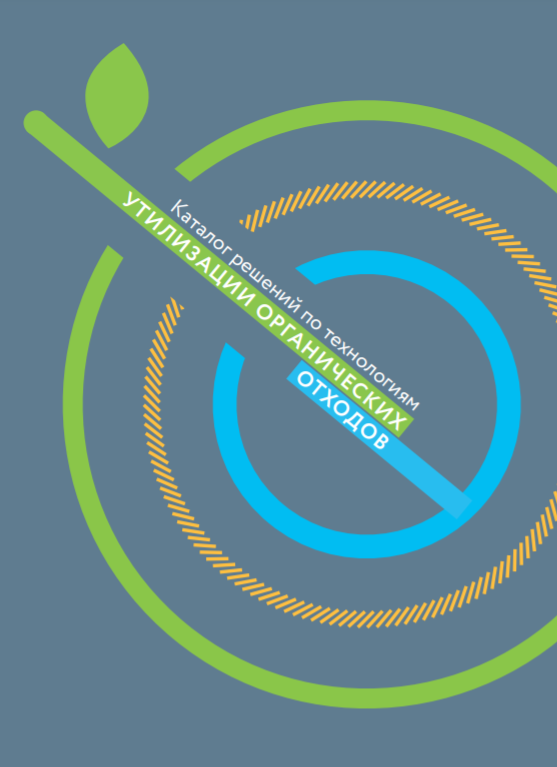 Каталог решений по технологиям
УТИЛИЗАЦИИ ОРГАНИЧЕСКИХ
ОТХОДОВ